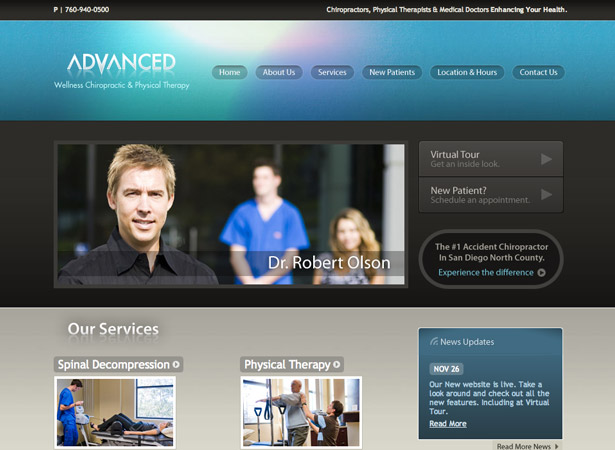 P | 760-940-0500
Chiropractors, Physical Therapists & Medical Doctors Enhancing Your Health.
ADVANCED
Wellness Chiropractic & Physical Therapy
Home
About Us
Services
New Patients
Location & Hours
Contact Us
Dr. Robert Olson
Virtual Tour
Get an inside look.
New Patient?
Schedule an appointment.
The #1 Accident Chiropractor
In San Diego North County.
Experience the difference
Our Services
Spinal Decompression
Physical Therapy
News Updates
NOV 26
Our New website is live. Take a
look around and check out all the
new features. Including at Virtual
Tour.
Read More
Read More News